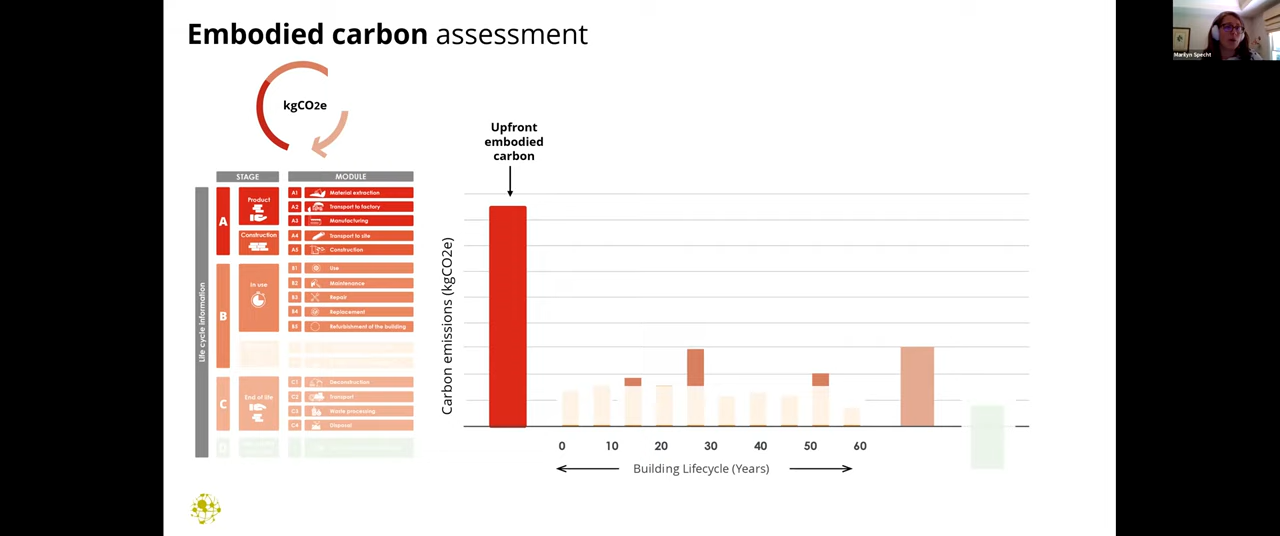 Embodied carbon assessment
Marilyn Specht
kgCO2e
STAGE
MODULE
Life cycle information
A
Product
A1 Material extraction
A2 Transport to factory
A3 Manufacturing
Construction
A4 Transport to site
A5 Construction
B
In use
B1 Use
B2 Maintenance
B3 Repair
B4 Replacement
B5 Refurbishment of the building
C
End of life
C1 Deconstruction
C2 Transport
C3 Waste processing
C4 Disposal
D
Upfront
embodied
carbon
Carbon emissions (kgCO2e)
0 10 20 30 40 50 60
Building Lifecycle (Years)